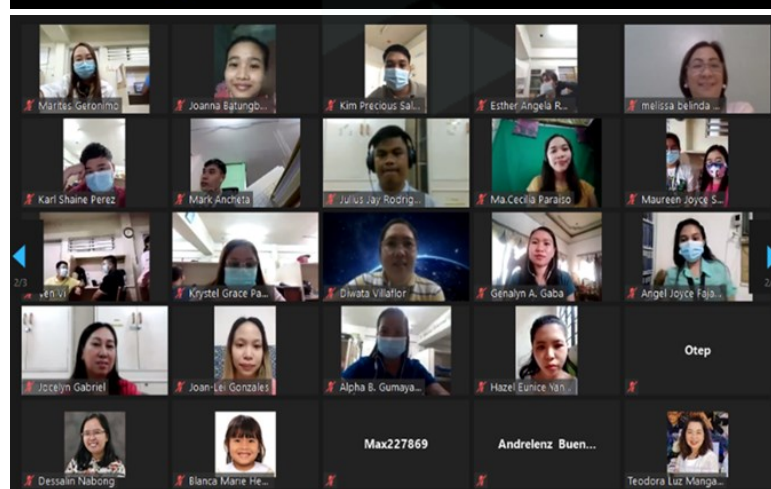 Marites Geronimo
Joanna Batungb...
Kim Precious Sal...
Esther Angela R...
melissa belinda ...
Karl Shaine Perez
Mark Ancheta
Julius Jay Rodrig...
Ma.Cecilia Paraiso
Maureen Joyce S...
Ven Vi
Krystel Grace Pa...
Diwata Villaflor
Genalyn A. Gaba
Angel Joyce Faja...
2/3
2/
Jocelyn Gabriel
Joan-Lei Gonzales
Alpha B. Gumaya...
Hazel Eunice Yan...
Otep
Dessalin Nabong
Blanca Marie He...
Max227869
Andrelenz Buen...
Teodora Luz Manga...